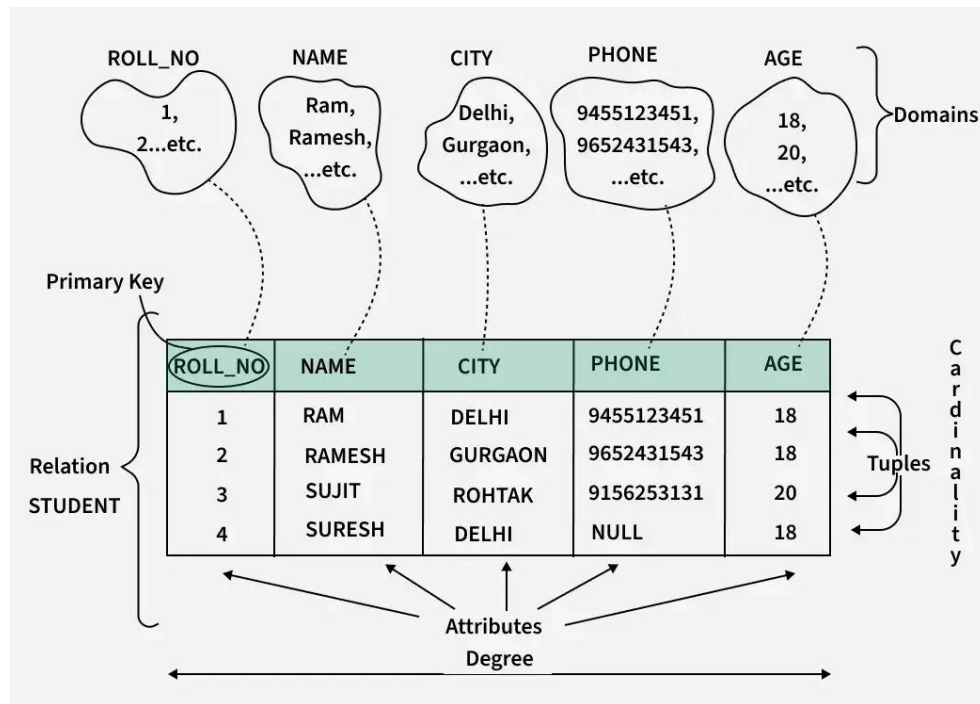 ROLL_NO NAME CITY PHONE AGE
1,
2...etc.
Ram,
Ramesh,
...etc.
Delhi,
Gurgaon,
...etc.
9455123451,
9652431543,
...etc.
18,
20,
...etc.
Domains
Primary Key
ROLL_NO NAME CITY PHONE AGE
1 RAM DELHI 9455123451 18
2 RAMESH GURGAON 9652431543 18
3 SUJIT ROHTAK 9156253131 20
4 SURESH DELHI NULL 18
Relation
STUDENT
Tuples
Cardinality
Attributes
Degree